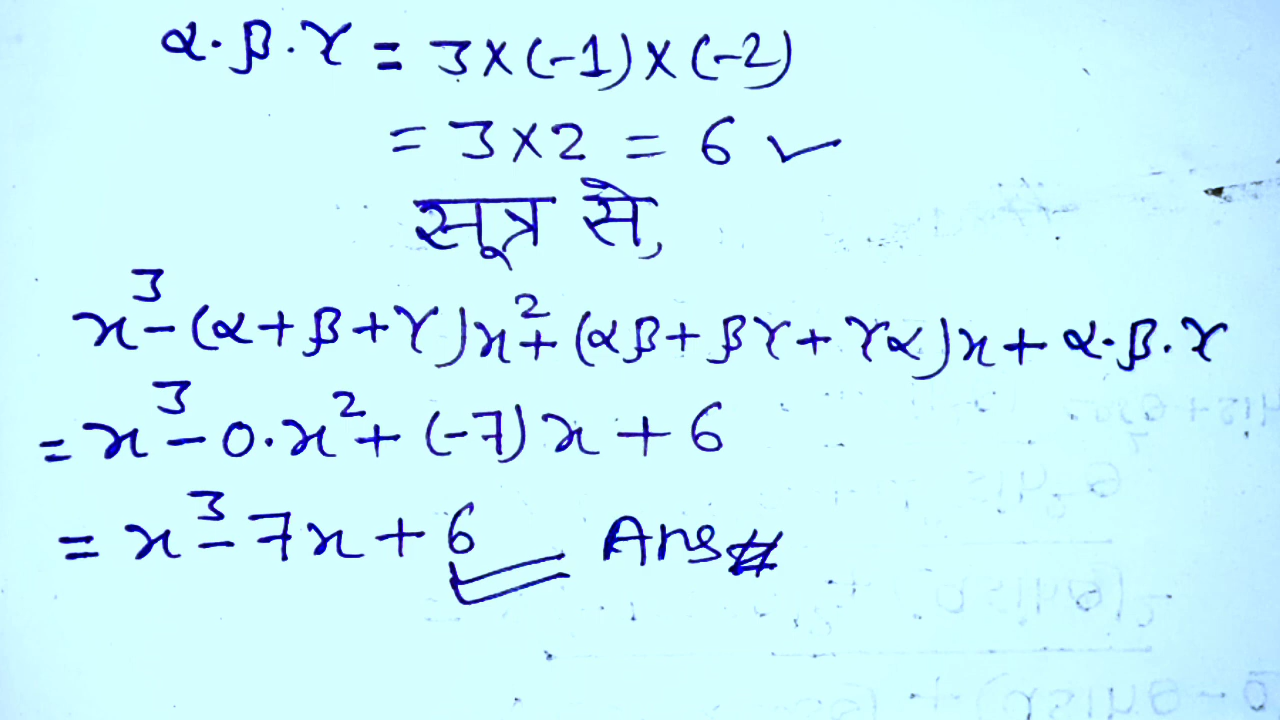 α·β·γ = 3×(-1)×(-2)
= 3×2 = 6 ✓
सूत्र से,
x³-(α+β+γ)x²+(αβ+βγ+γα)x+α·β·γ
= x³-0·x²+(-7)x+6
= x³-7x+6 Ans